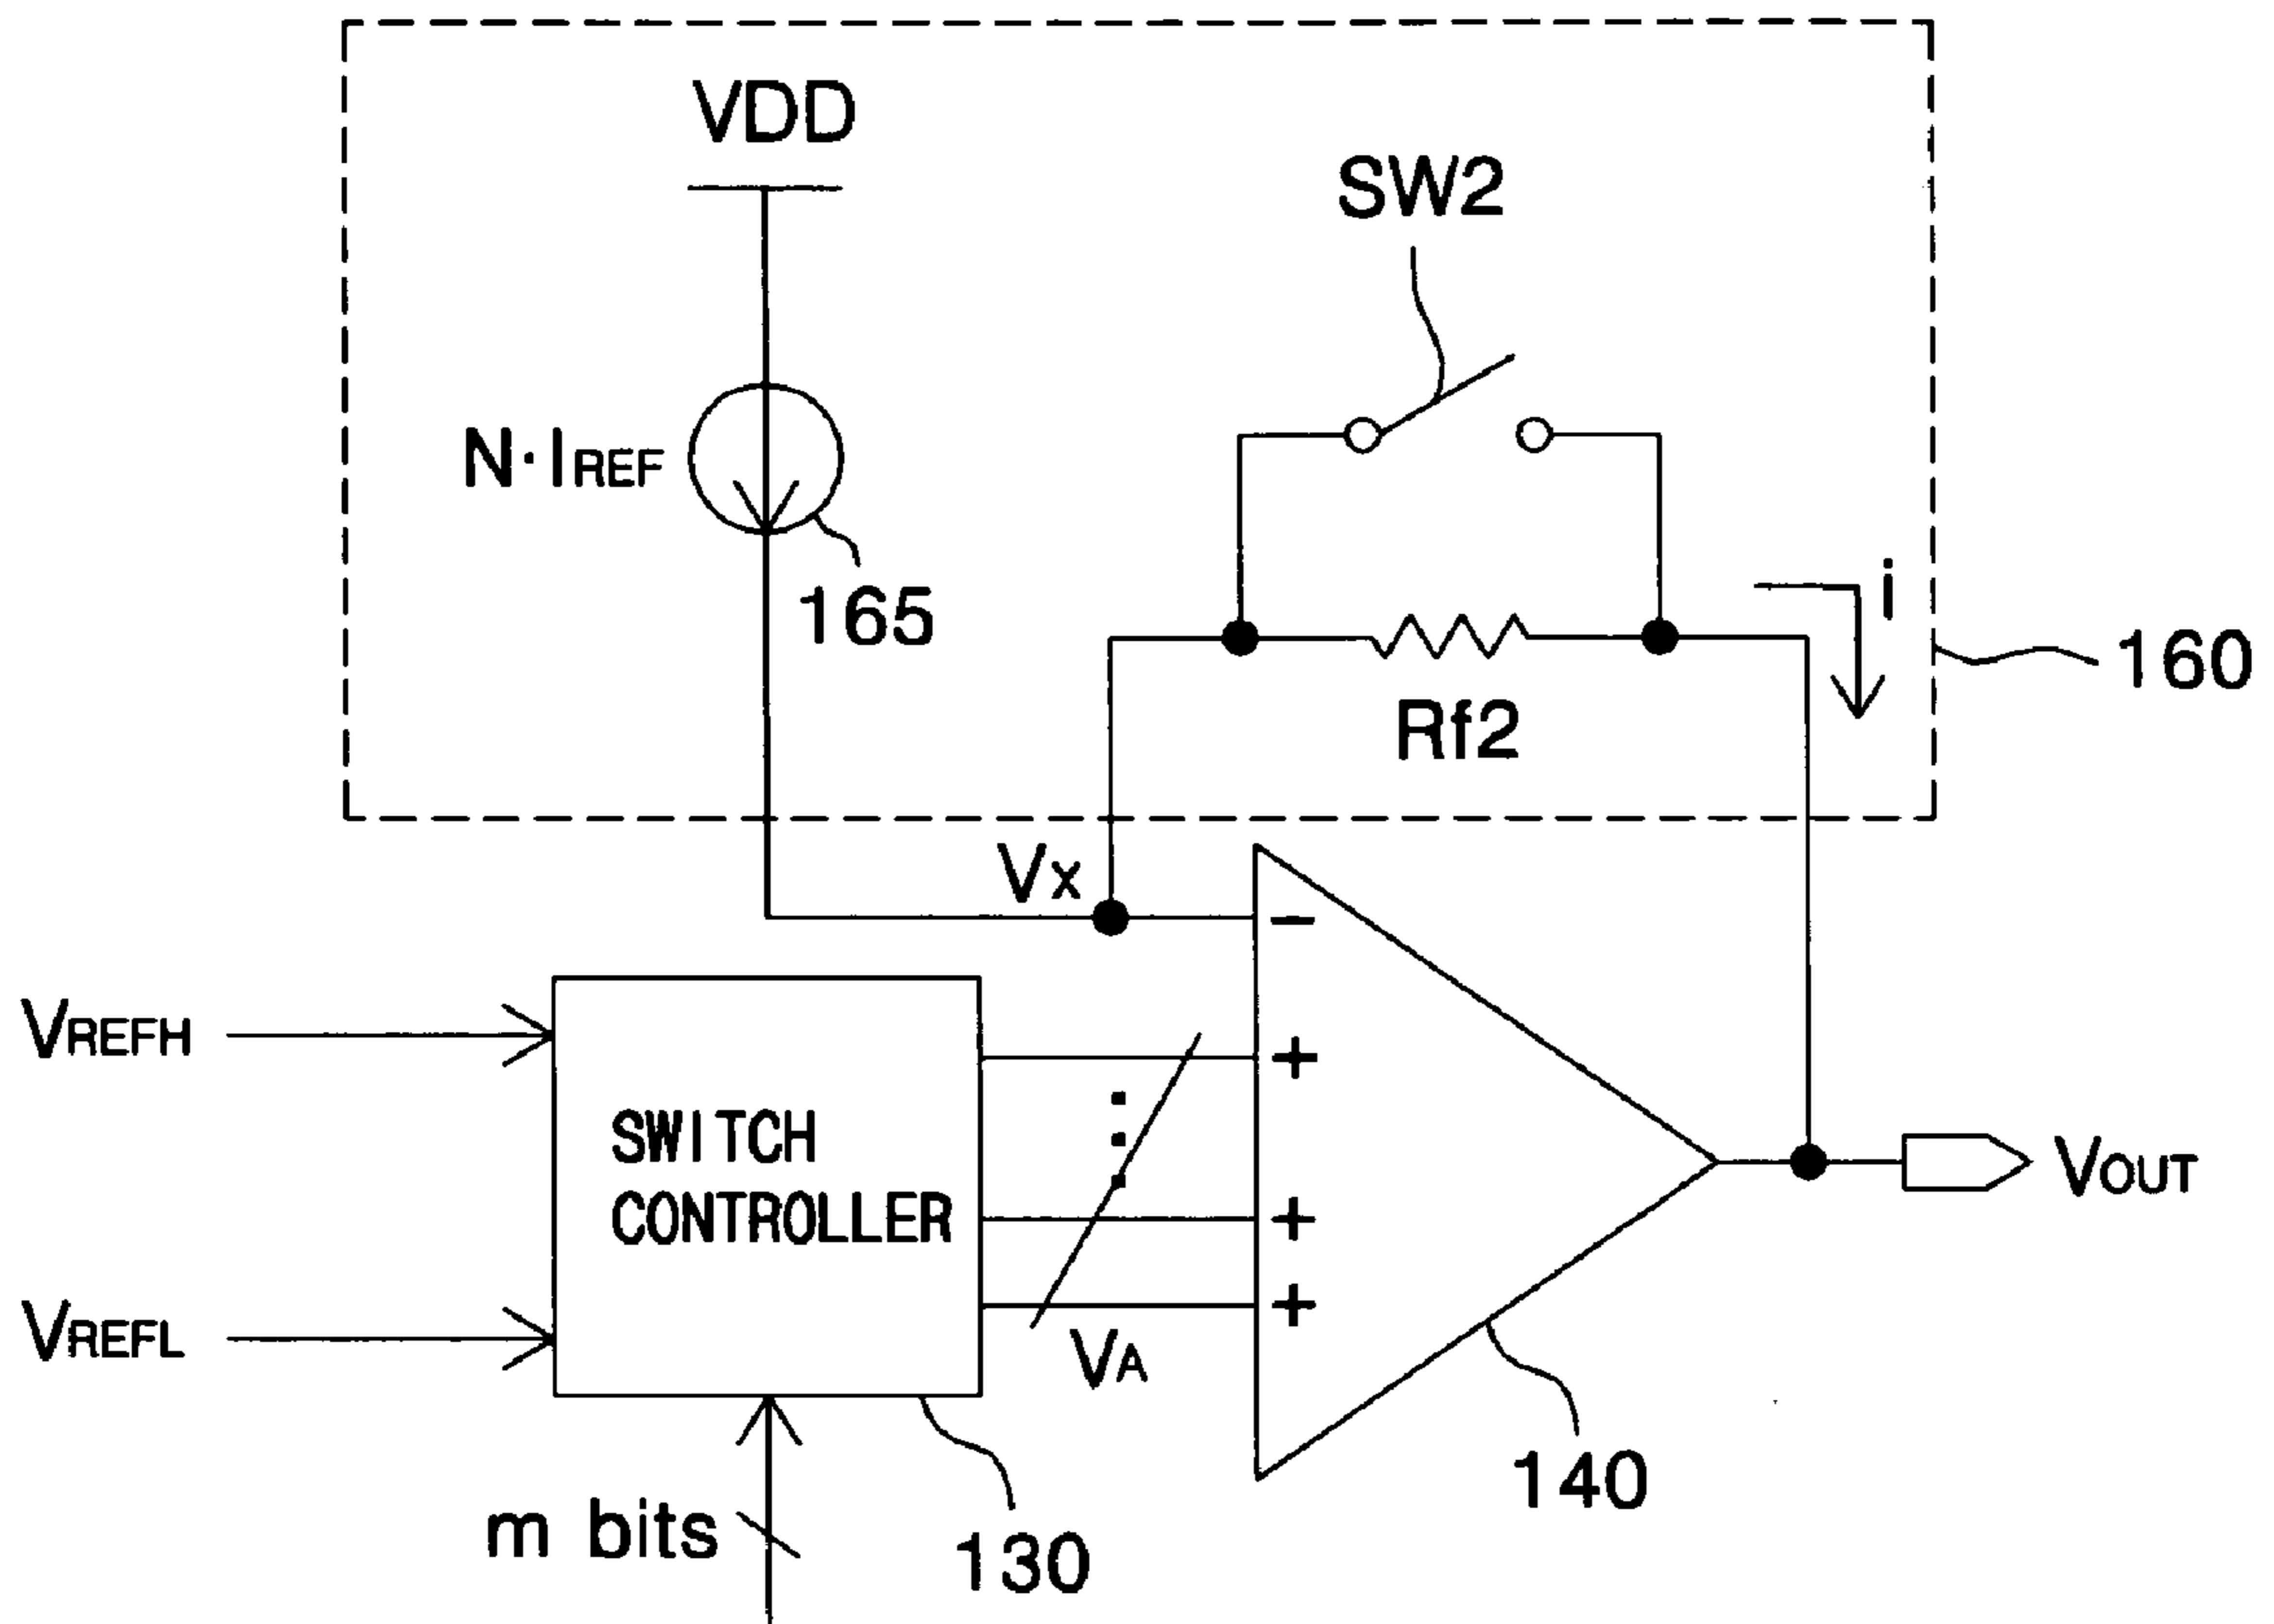 VDD
SW2
N·IREF
165
i
160
Rf2
VX
−
VREFH
+
SWITCH
CONTROLLER
+
VOUT
+
VREFL
VA
140
m bits
130